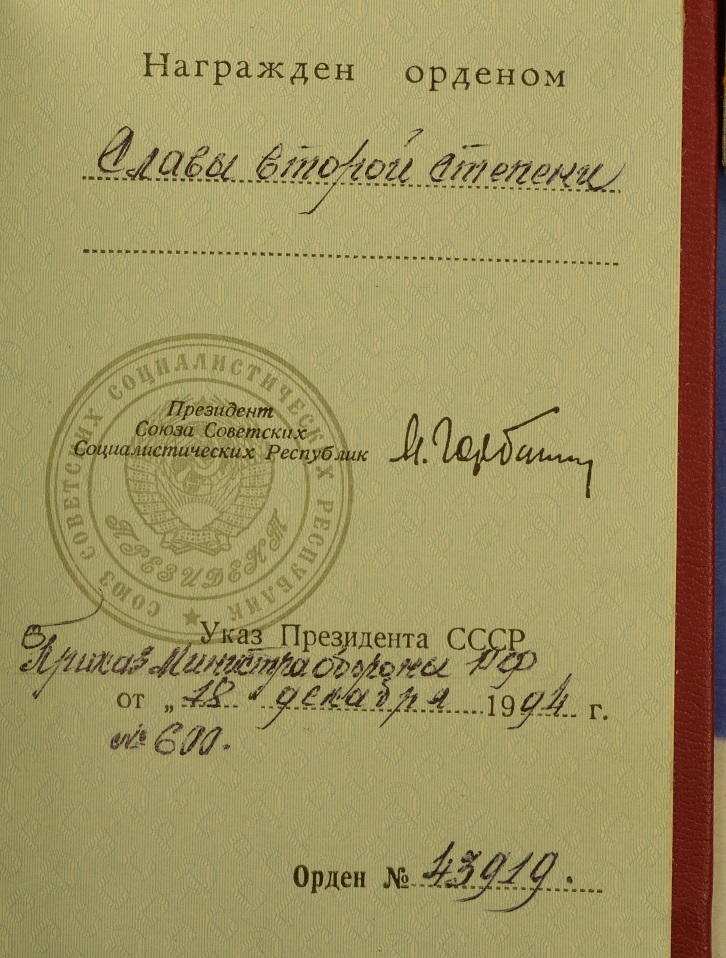 Награжден орденом
Славы второй степени
СОЮЗ СОВЕТСКИХ СОЦИАЛИСТИЧЕСКИХ РЕСПУБЛИК
ПРЕЗИДЕНТ
Президент
Союза Советских
Социалистических Республик
М. Горбачев
Указ Президента СССР
Приказ Министра обороны РФ
от „18 " декабря 1994 г.
№ 600.
Орден № 43919.